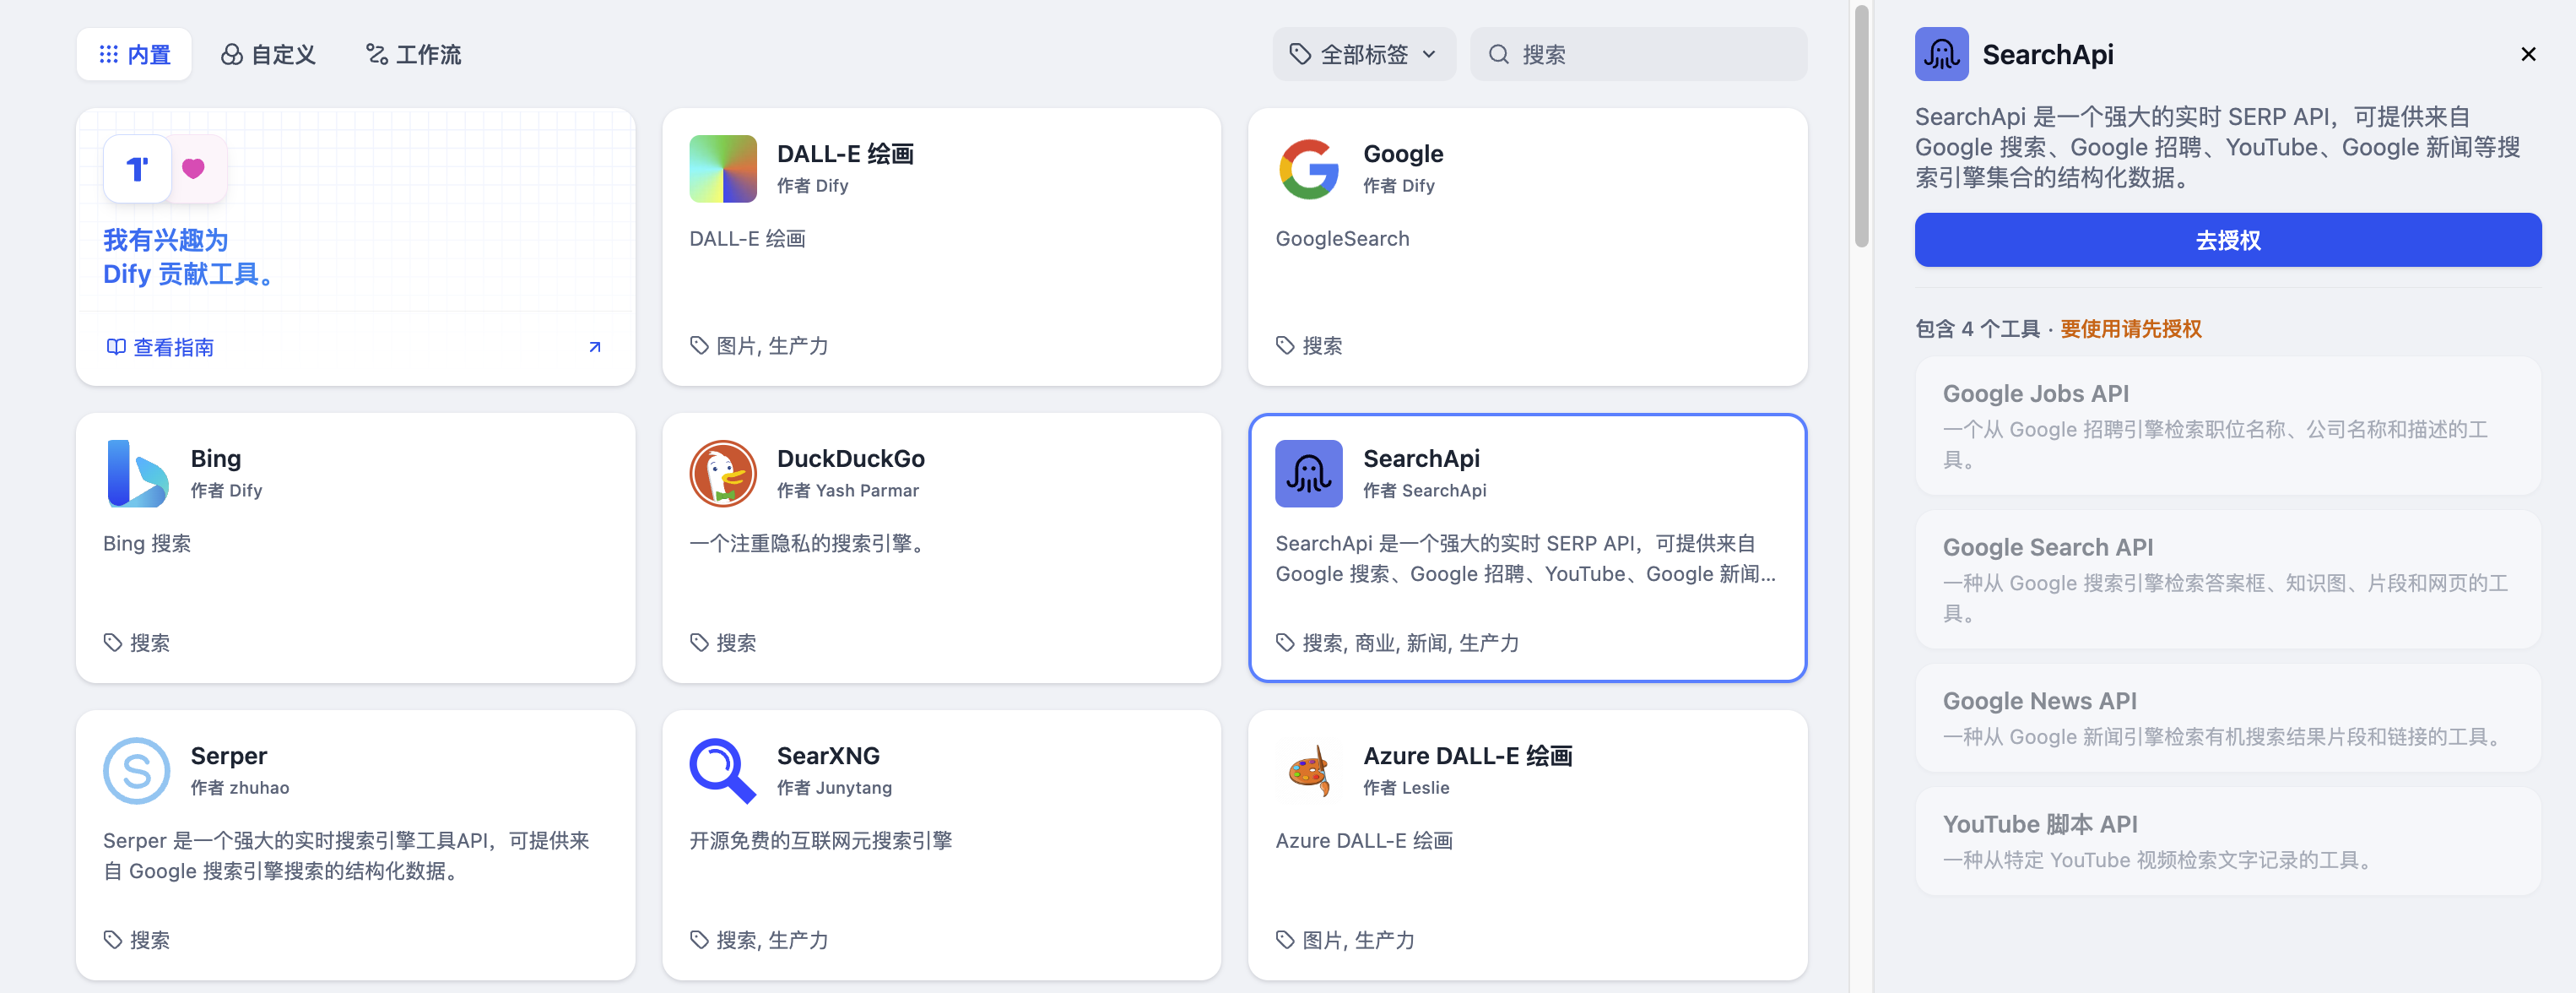 内置
自定义
工作流
全部标签
搜索
我有兴趣为
Dify 贡献工具。
查看指南
DALL-E 绘画
作者 Dify
DALL-E 绘画
图片, 生产力
Google
作者 Dify
GoogleSearch
搜索
Bing
作者 Dify
Bing 搜索
搜索
DuckDuckGo
作者 Yash Parmar
一个注重隐私的搜索引擎。
搜索
SearchApi
作者 SearchApi
SearchApi 是一个强大的实时 SERP API，可提供来自
Google 搜索、Google 招聘、YouTube、Google 新闻...
搜索, 商业, 新闻, 生产力
Serper
作者 zhuhao
Serper 是一个强大的实时搜索引擎工具API，可提供来
自 Google 搜索引擎搜索的结构化数据。
搜索
SearXNG
作者 Junytang
开源免费的互联网元搜索引擎
搜索, 生产力
Azure DALL-E 绘画
作者 Leslie
Azure DALL-E 绘画
图片, 生产力
SearchApi
SearchApi 是一个强大的实时 SERP API，可提供来自
Google 搜索、Google 招聘、YouTube、Google 新闻等搜
索引擎集合的结构化数据。
去授权
包含 4 个工具 · 要使用请先授权
Google Jobs API
一个从 Google 招聘引擎检索职位名称、公司名称和描述的工
具。
Google Search API
一种从 Google 搜索引擎检索答案框、知识图、片段和网页的工
具。
Google News API
一种从 Google 新闻引擎检索有机搜索结果片段和链接的工具。
YouTube 脚本 API
一种从特定 YouTube 视频检索文字记录的工具。